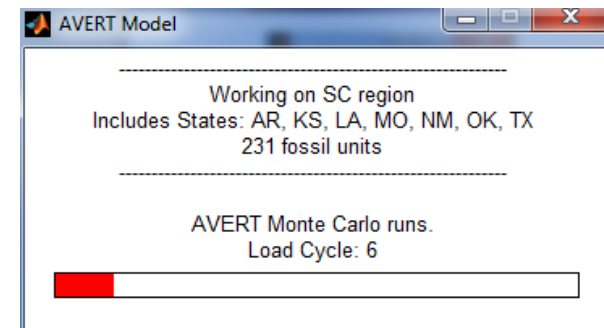 AVERT Model
------------------------------------------------------------
Working on SC region
Includes States: AR, KS, LA, MO, NM, OK, TX
231 fossil units
------------------------------------------------------------
AVERT Monte Carlo runs.
Load Cycle: 6